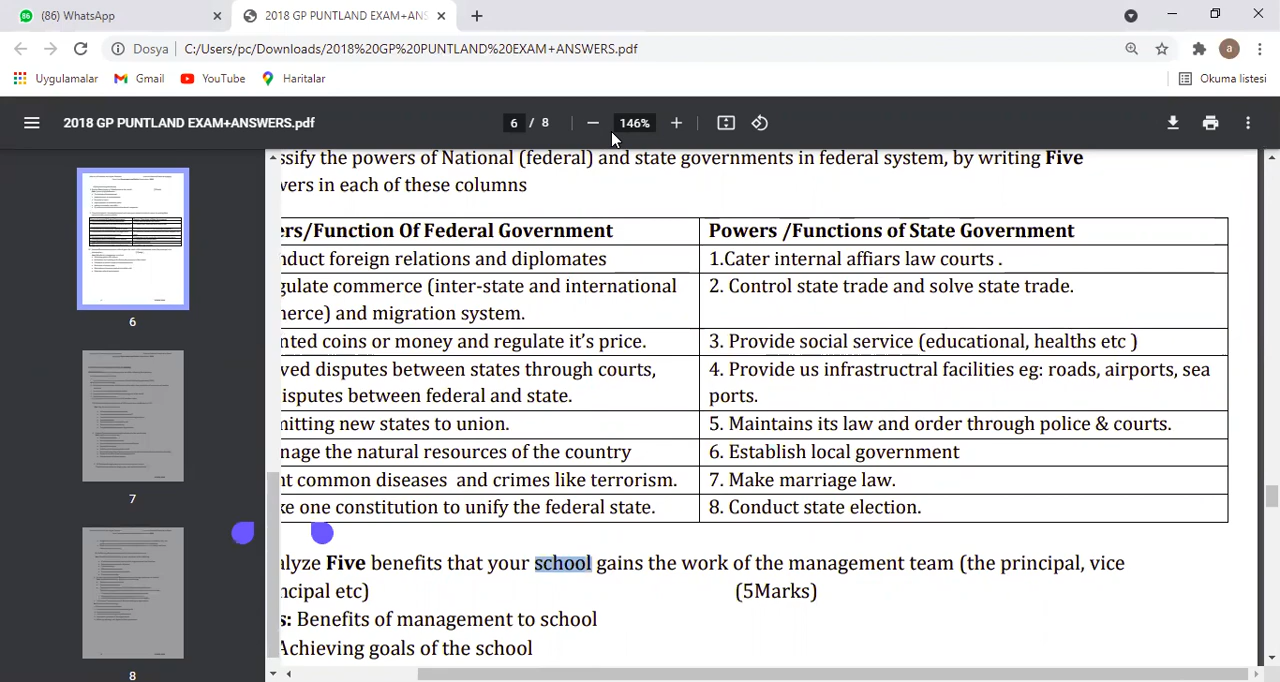 (86) WhatsApp
2018 GP PUNTLAND EXAM+ANS
Dosya
C:/Users/pc/Downloads/2018%20GP%20PUNTLAND%20EXAM+ANSWERS.pdf
a
Uygulamalar
Gmail
YouTube
Haritalar
Okuma listesi
2018 GP PUNTLAND EXAM+ANSWERS.pdf
6 / 8
146%
6
7
8
ssify the powers of National (federal) and state governments in federal system, by writing Five
wers in each of these columns
ers/Function Of Federal Government
Powers /Functions of State Government
nduct foreign relations and diplomates
1.Cater internal affiars law courts .
gulate commerce (inter-state and international
merce) and migration system.
2. Control state trade and solve state trade.
nted coins or money and regulate it’s price.
3. Provide social service (educational, healths etc )
ved disputes between states through courts,
disputes between federal and state.
4. Provide us infrastructral facilities eg: roads, airports, sea
ports.
nitting new states to union.
5. Maintains its law and order through police & courts.
nage the natural resources of the country
6. Establish local government
nt common diseases and crimes like terrorism.
7. Make marriage law.
ke one constitution to unify the federal state.
8. Conduct state election.
alyze Five benefits that your school gains the work of the management team (the principal, vice
ncipal etc) (5Marks)
s: Benefits of management to school
Achieving goals of the school